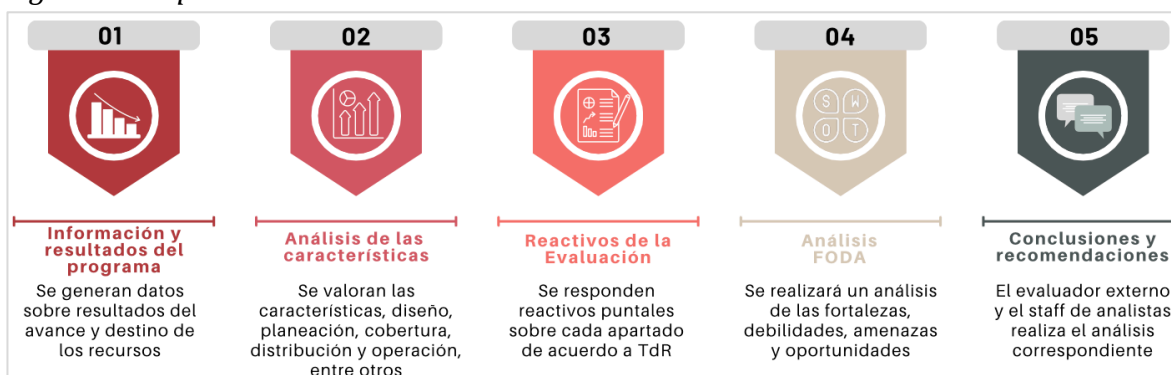 01
02
03
04
05
S W
O T
Información y
resultados del
programa
Se generan datos
sobre resultados del
avance y destino de
los recursos
Análisis de las
características
Se valoran las
características, diseño,
planeación, cobertura,
distribución y operación,
entre otros
Reactivos de la
Evaluación
Se responden
reactivos puntales
sobre cada apartado
de acuerdo a TdR
Análisis
FODA
Se realizará un análisis
de las fortalezas,
debilidades, amenazas
y oportunidades
Conclusiones y
recomendaciones
El evaluador externo
y el staff de analistas
realiza el análisis
correspondiente